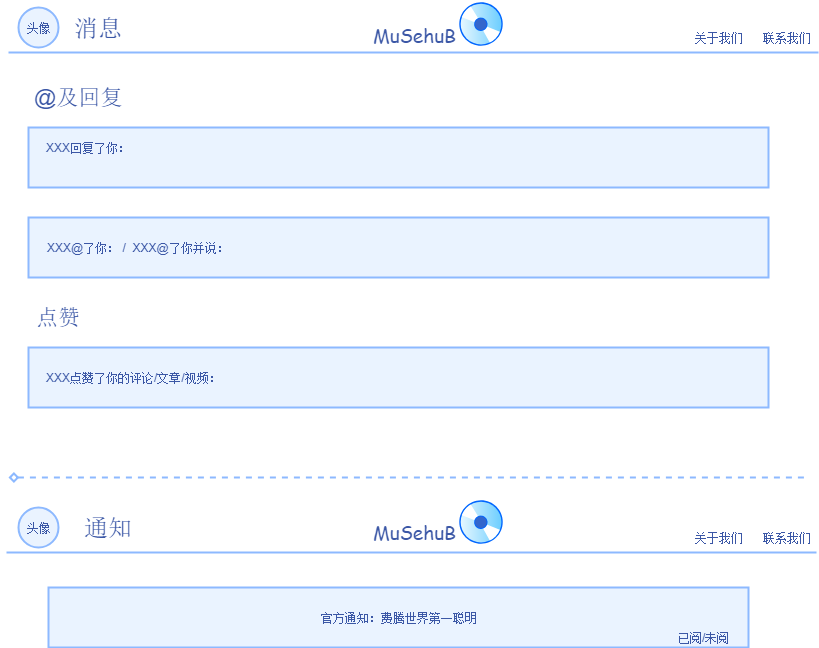 头像 消息 MuSehuB 关于我们 联系我们
@及回复
XXX回复了你：
XXX@了你： / XXX@了你并说：
点赞
XXX点赞了你的评论/文章/视频：
头像 通知 MuSehuB 关于我们 联系我们
官方通知：费腾世界第一聪明
已阅/未阅